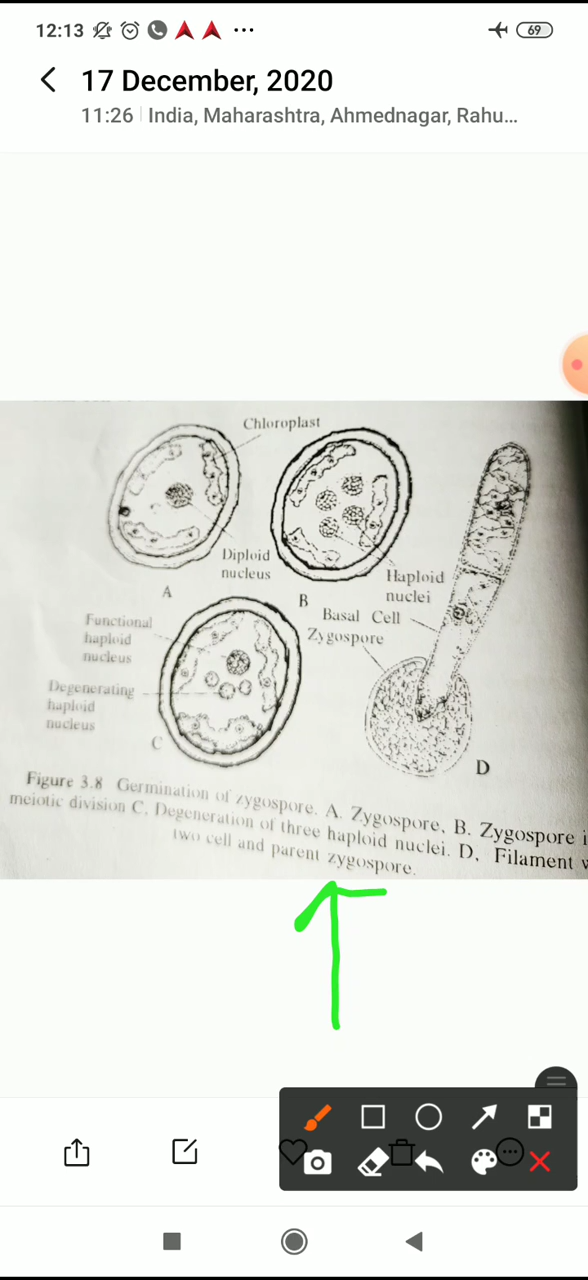 12:13
69
17 December, 2020
11:26 India, Maharashtra, Ahmednagar, Rahu...
Chloroplast
Diploid
nucleus
A
Haploid
nuclei
B
Basal Cell
Zygospore
Functional
haploid
nucleus
Degenerating
haploid
nucleus
C
D
Figure 3.8 Germination of zygospore. A. Zygospore, B. Zygospore i
meiotic division C. Degeneration of three haploid nuclei. D, Filament w
two cell and parent zygospore.